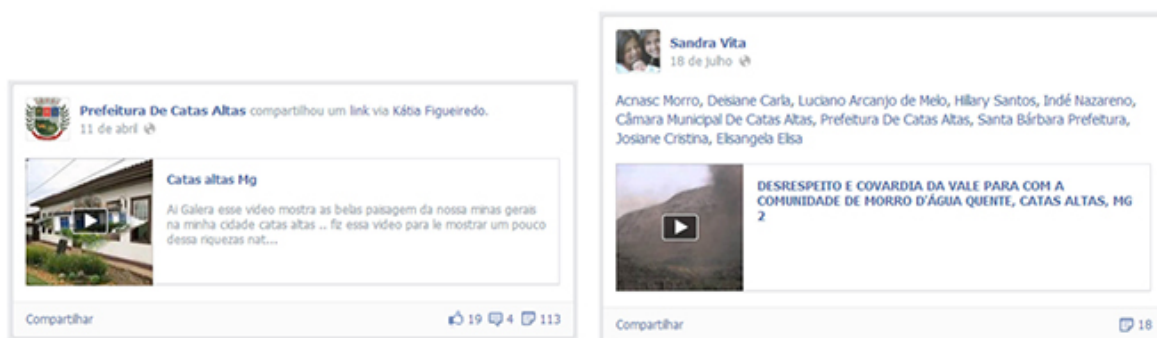 Prefeitura De Catas Altas compartilhou um link via Kátia Figueiredo.
11 de abril
Catas altas Mg
Ai Galera esse video mostra as belas paisagem da nossa minas gerais
na minha cidade catas altas .. fiz essa video para le mostrar um pouco
dessa riquezas nat...
Compartilhar
19 4 113
Sandra Vita
18 de julho
Acnasc Morro, Deisiane Carla, Luciano Arcanjo de Melo, Hillary Santos, Indé Nazareno,
Câmara Municipal De Catas Altas, Prefeitura De Catas Altas, Santa Bárbara Prefeitura,
Josiane Cristina, Elisangela Elisa
DESRESPEITO E COVARDIA DA VALE PARA COM A
COMUNIDADE DE MORRO D'ÁGUA QUENTE, CATAS ALTAS, MG
2
Compartilhar
18